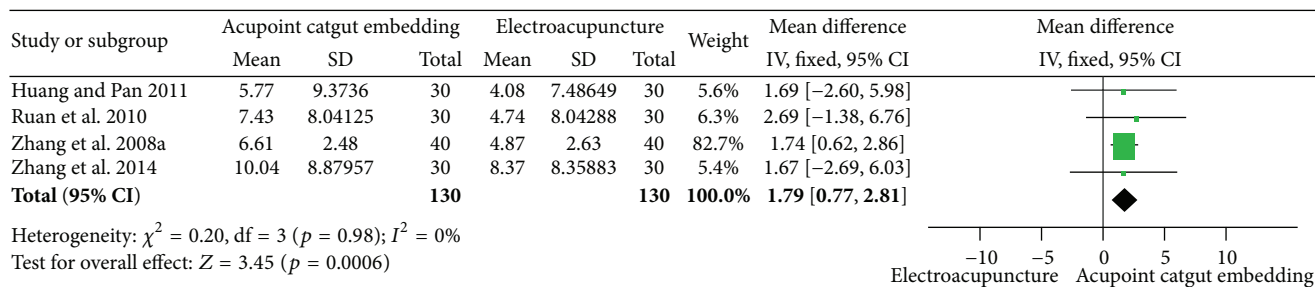 Study or subgroup Acupoint catgut embedding Electroacupuncture Weight Mean difference Mean difference
Mean SD Total Mean SD Total IV, fixed, 95% CI IV, fixed, 95% CI
Huang and Pan 2011 5.77 9.3736 30 4.08 7.48649 30 5.6% 1.69 [−2.60, 5.98]
Ruan et al. 2010 7.43 8.04125 30 4.74 8.04288 30 6.3% 2.69 [−1.38, 6.76]
Zhang et al. 2008a 6.61 2.48 40 4.87 2.63 40 82.7% 1.74 [0.62, 2.86]
Zhang et al. 2014 10.04 8.87957 30 8.37 8.35883 30 5.4% 1.67 [−2.69, 6.03]
Total (95% CI) 130 130 100.0% 1.79 [0.77, 2.81]
Heterogeneity: χ² = 0.20, df = 3 (p = 0.98); I² = 0%
Test for overall effect: Z = 3.45 (p = 0.0006)
−10 −5 0 5 10
Electroacupuncture Acupoint catgut embedding